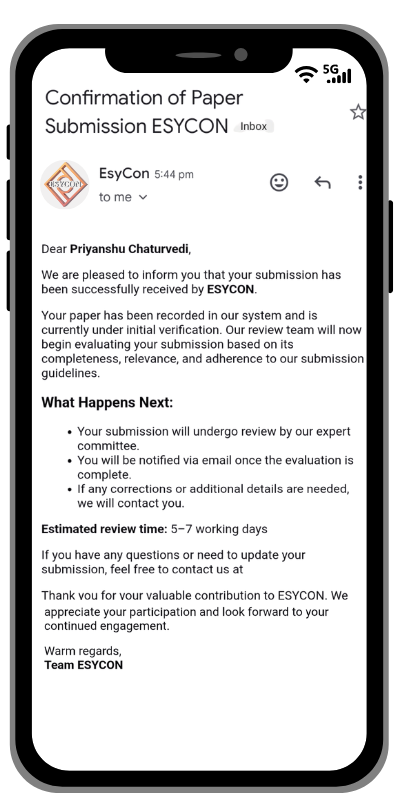 5G
Confirmation of Paper
Submission ESYCON Inbox
ESYCON
EsyCon 5:44 pm
to me
Dear Priyanshu Chaturvedi,
We are pleased to inform you that your submission has
been successfully received by ESYCON.
Your paper has been recorded in our system and is
currently under initial verification. Our review team will now
begin evaluating your submission based on its
completeness, relevance, and adherence to our submission
guidelines.
What Happens Next:
• Your submission will undergo review by our expert
committee.
• You will be notified via email once the evaluation is
complete.
• If any corrections or additional details are needed,
we will contact you.
Estimated review time: 5–7 working days
If you have any questions or need to update your
submission, feel free to contact us at
Thank you for your valuable contribution to ESYCON. We
appreciate your participation and look forward to your
continued engagement.
Warm regards,
Team ESYCON